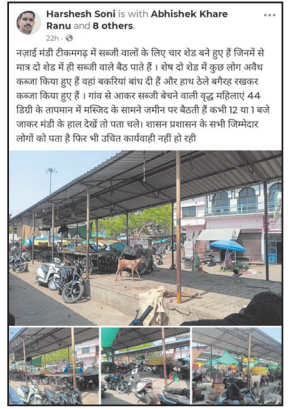 Harshesh Soni is with Abhishek Khare
Ranu and 8 others.
22h ·
नज़ाई मंडी टीकमगढ़ में सब्जी वालों के लिए चार शेड बने हुए हैं जिनमें से
मात्र दो शेड में ही सब्जी वाले बैठ पाते हैं । शेष दो शेड में कुछ लोग अवैध
कब्जा किया हुए हैं वहां बकरियां बांध दी हैं और हाथ ठेले बगैरह रखकर
कब्जा किया हुए हैं । गांव से आकर सब्जी बेचने वाली वृद्ध महिलाएं 44
डिग्री के तापमान में मस्जिद के सामने जमीन पर बैठती हैं कभी 12 या 1 बजे
जाकर उनके हाल देखें तो पता चले। शासन प्रशासन के सभी जिम्मेदार
लोगों को पता है फिर भी उचित कार्यवाही नहीं हो रही